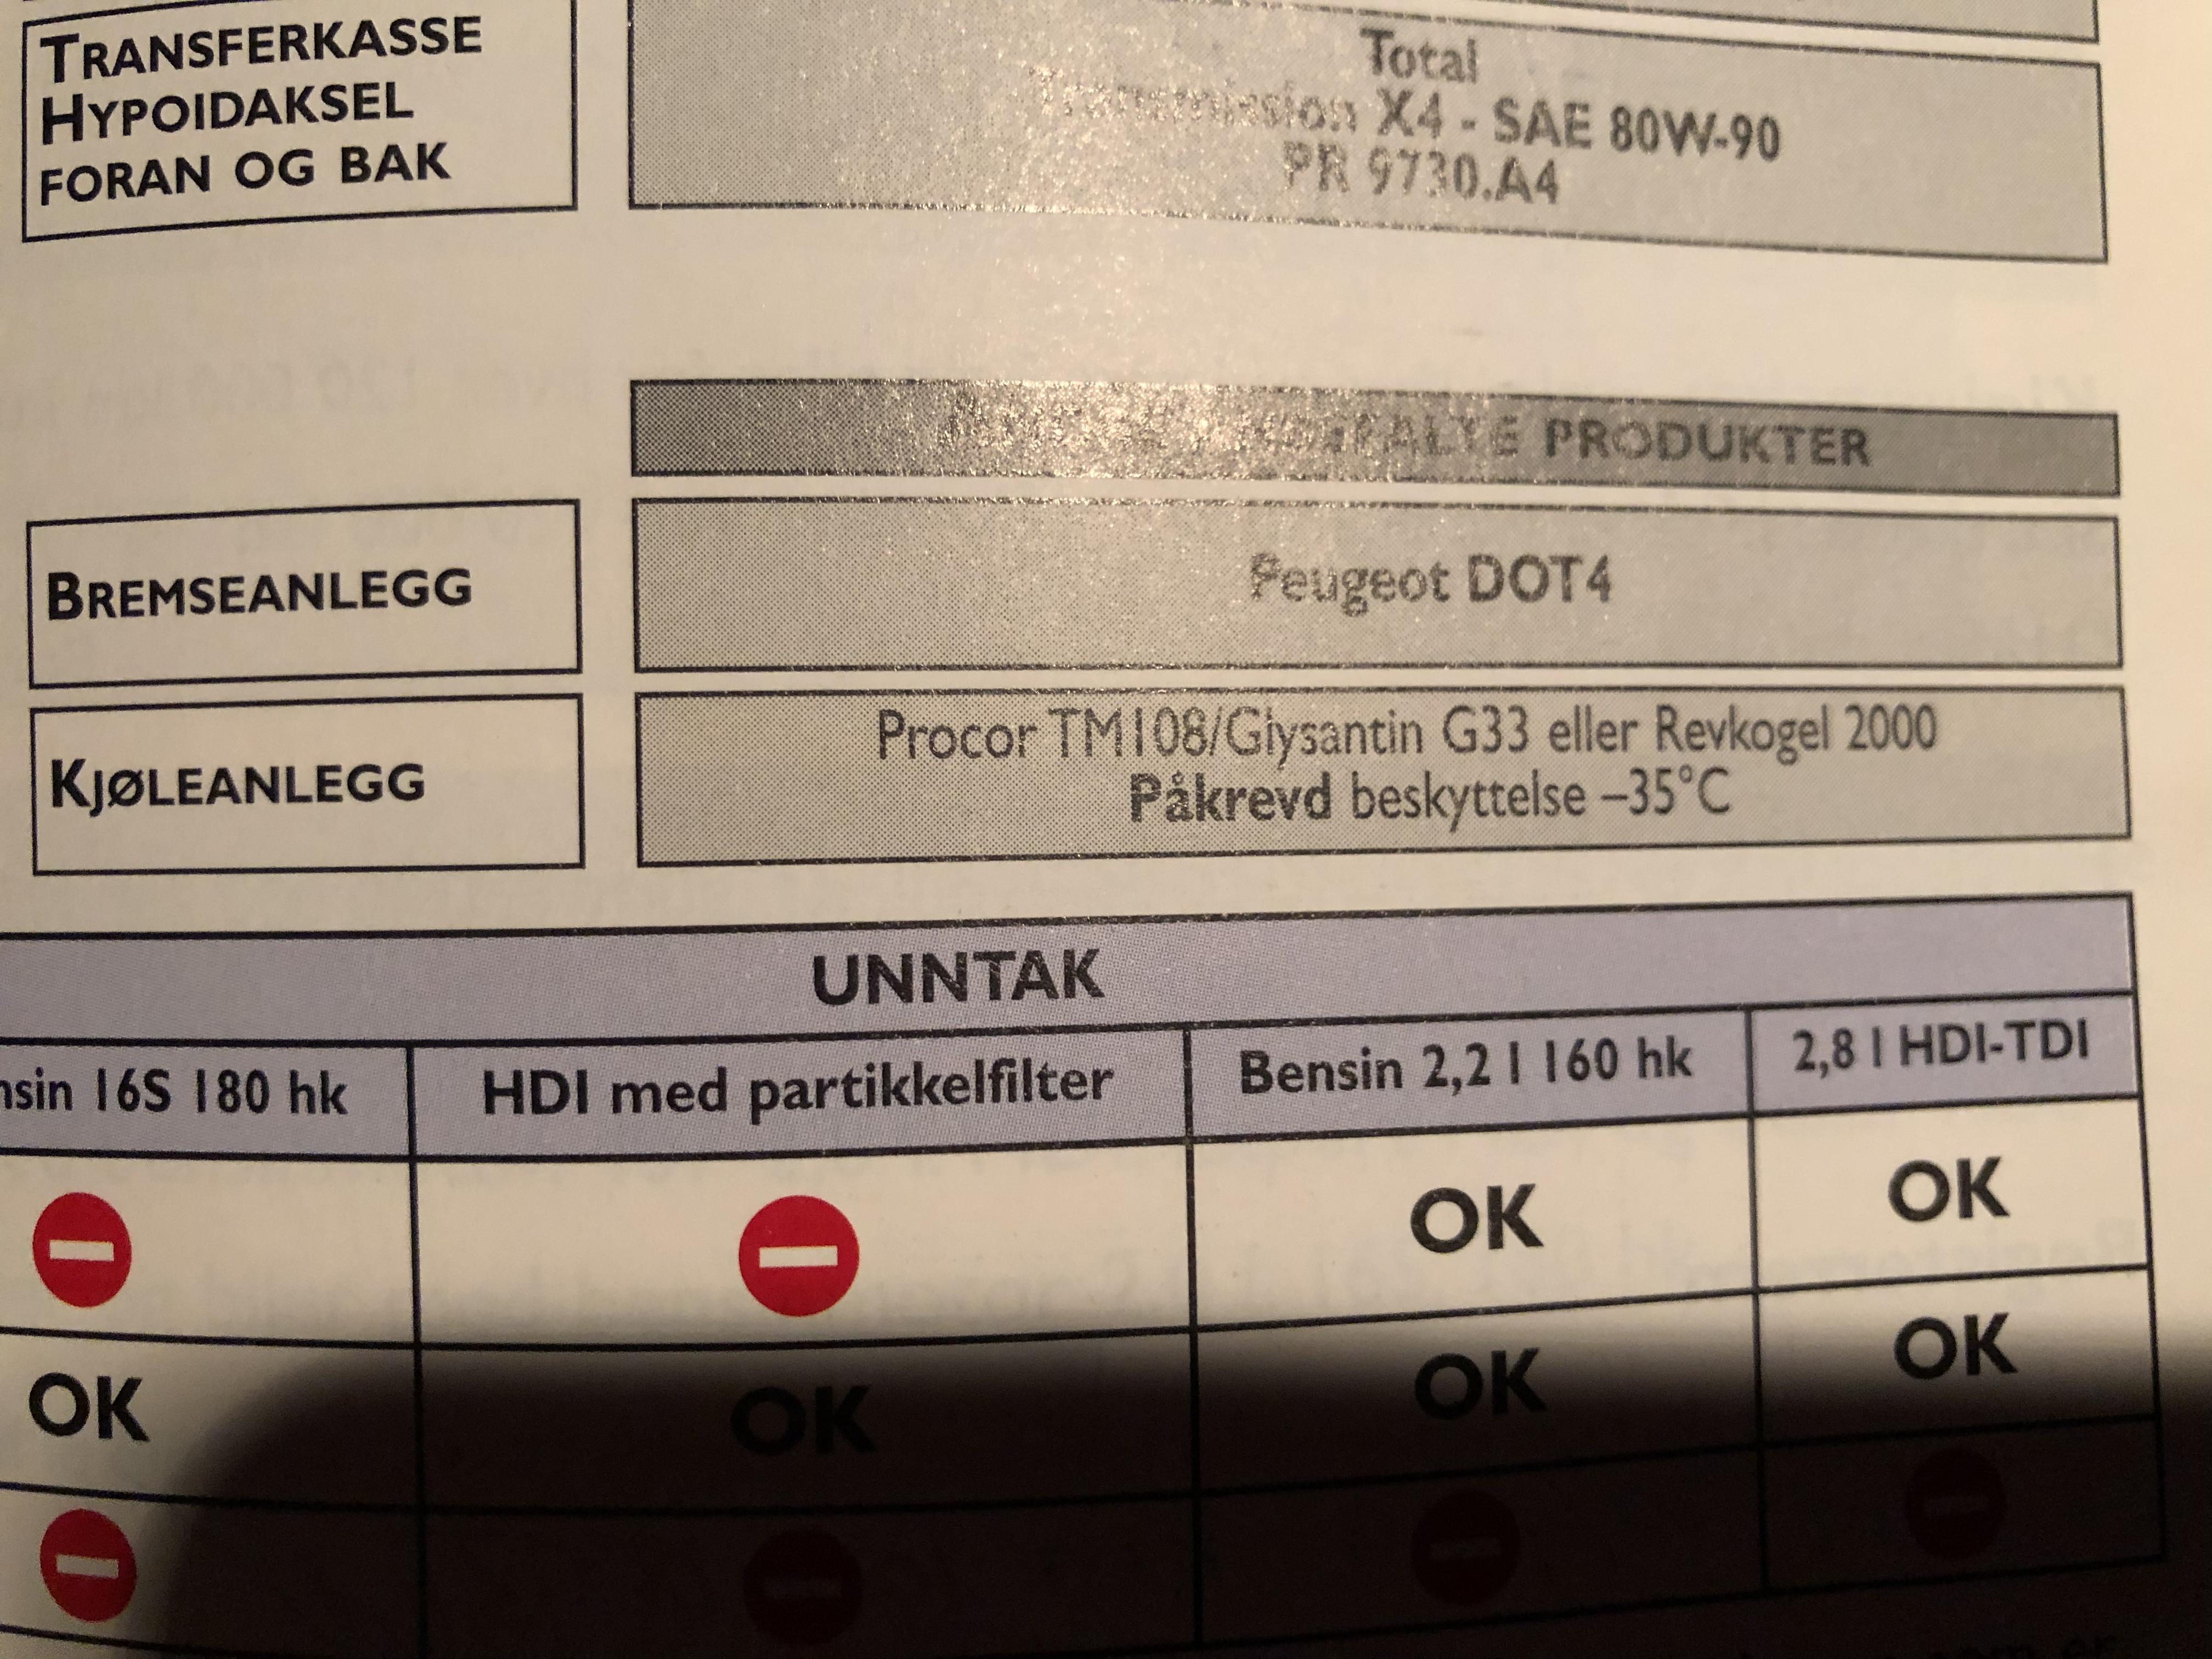 TRANSFERKASSE
HYPOIDAKSEL
FORAN OG BAK
Total
Transmission X4 - SAE 80W-90
PR 9730.A4
PRODUKTER
BREMSEANLEGG
Peugeot DOT4
KJØLEANLEGG
Procor TM108/Glysantin G33 eller Revkogel 2000
Påkrevd beskyttelse –35°C
UNNTAK
nsin 16S 180 hk
HDI med partikkelfilter
Bensin 2,2 l 160 hk
2,8 l HDI-TDI
OK
OK
OK
OK
OK
OK